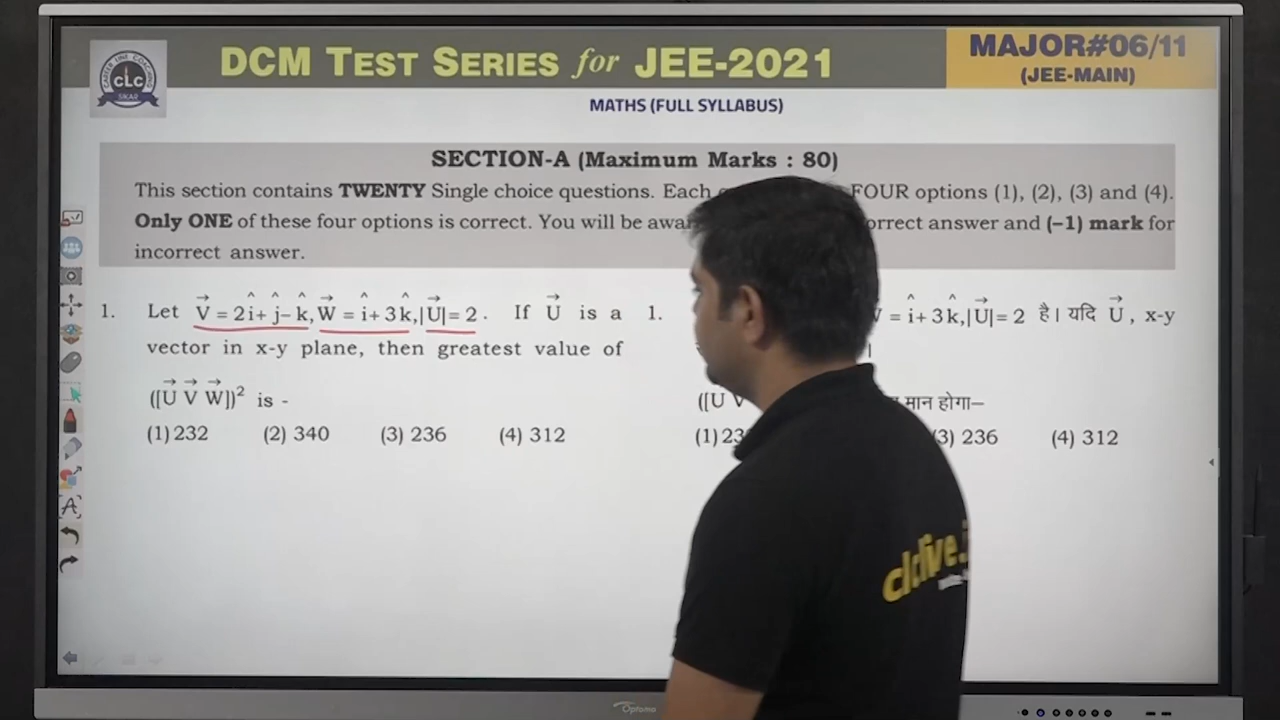 CLC
SIKAR
DCM TEST SERIES for JEE-2021
MAJOR#06/11
(JEE-MAIN)
MATHS (FULL SYLLABUS)
SECTION-A (Maximum Marks : 80)
This section contains TWENTY Single choice questions. Each FOUR options (1), (2), (3) and (4).
Only ONE of these four options is correct. You will be correct answer and (−1) mark for
incorrect answer.
1. Let V⃗ = 2î + ĵ − k̂, W⃗ = î + 3k̂, |U⃗| = 2. If U⃗ is a
vector in x-y plane, then greatest value of
([U⃗ V⃗ W⃗])² is -
(1) 232 (2) 340 (3) 236 (4) 312
1. = î + 3k̂, |U⃗| = 2 है। यदि U⃗, x-y
([U V मान होगा–
(1) (3) 236 (4) 312
clclive.i
Optoma